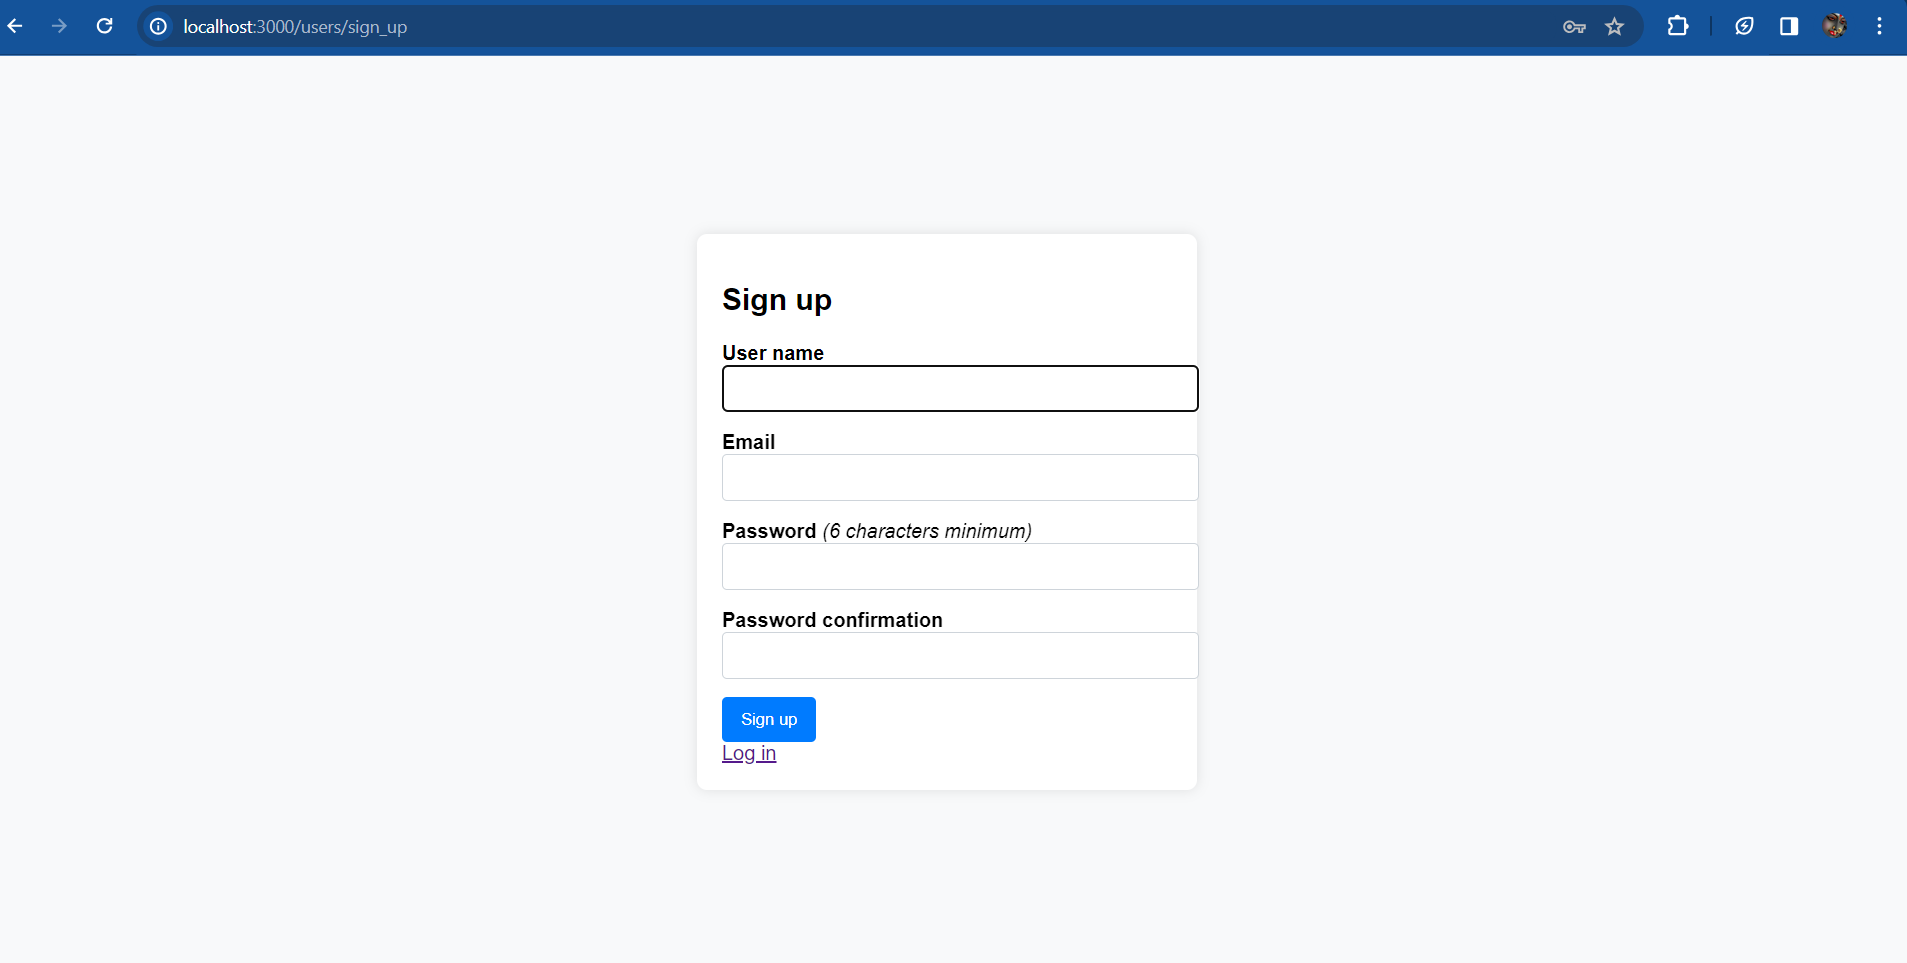 localhost:3000/users/sign_up
Sign up
User name
Email
Password (6 characters minimum)
Password confirmation
Sign up
Log in